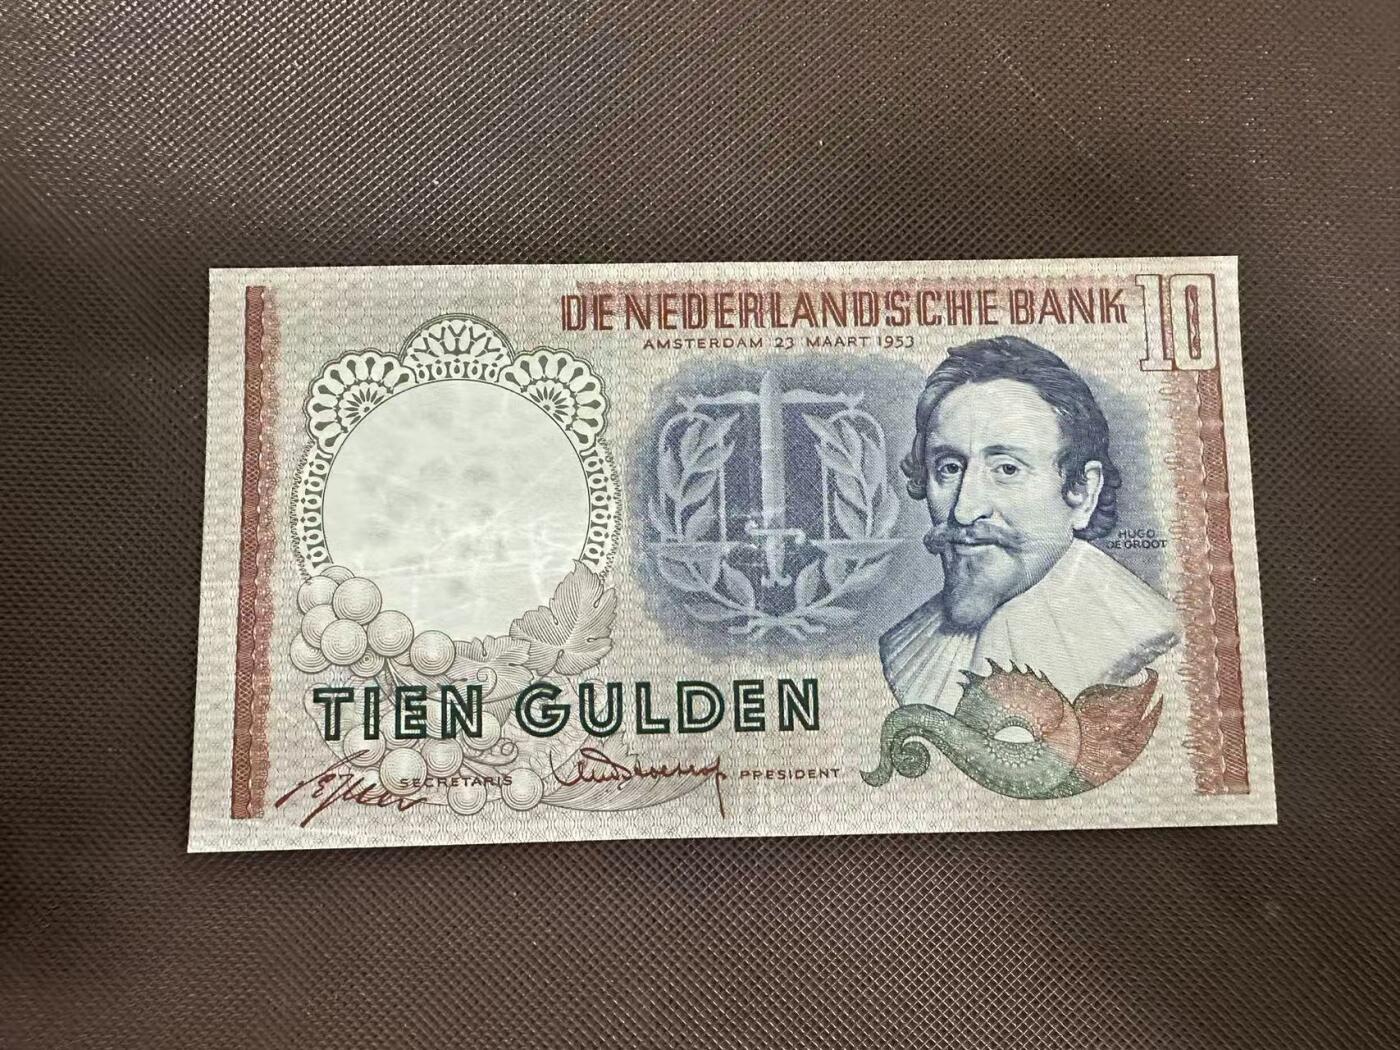 DE NEDERLANDSCHE BANK 10
AMSTERDAM 23 MAART 1953
HUGO
DE GROOT
TIEN GULDEN
SECRETARIS
PRESIDENT